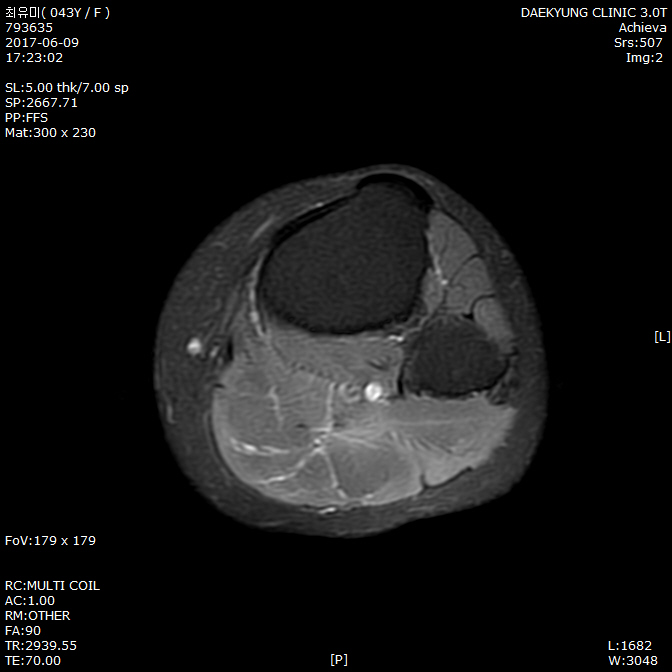 최유미( 043Y / F )
793635
2017-06-09
17:23:02
SL:5.00 thk/7.00 sp
SP:2667.71
PP:FFS
Mat:300 x 230
DAEKYUNG CLINIC 3.0T
Achieva
Srs:507
Img:2
[L]
FoV:179 x 179
RC:MULTI COIL
AC:1.00
RM:OTHER
FA:90
TR:2939.55
TE:70.00
[P]
L:1682
W:3048